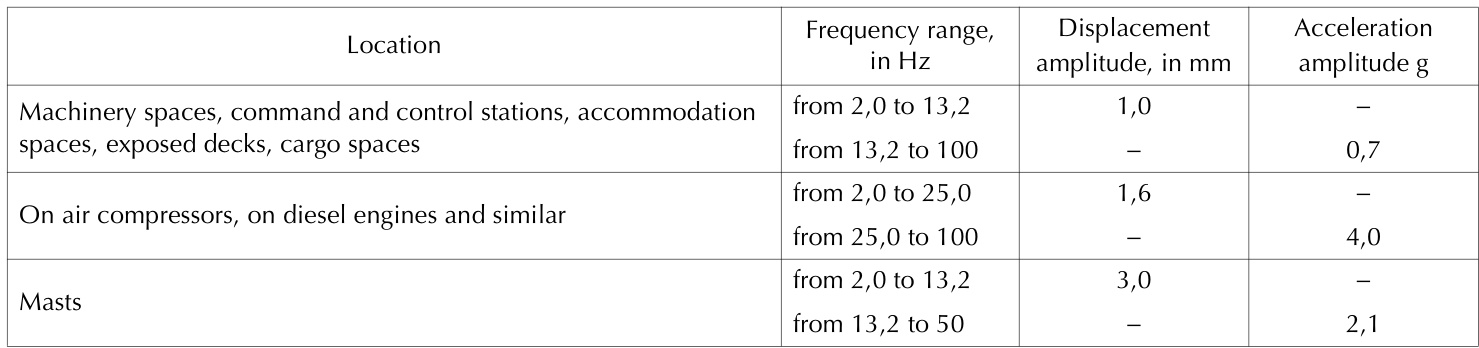 Location
Frequency range,
in Hz
Displacement
amplitude, in mm
Acceleration
amplitude g
Machinery spaces, command and control stations, accommodation
spaces, exposed decks, cargo spaces
from 2,0 to 13,2
1,0
–
from 13,2 to 100
–
0,7
On air compressors, on diesel engines and similar
from 2,0 to 25,0
1,6
–
from 25,0 to 100
–
4,0
Masts
from 2,0 to 13,2
3,0
–
from 13,2 to 50
–
2,1